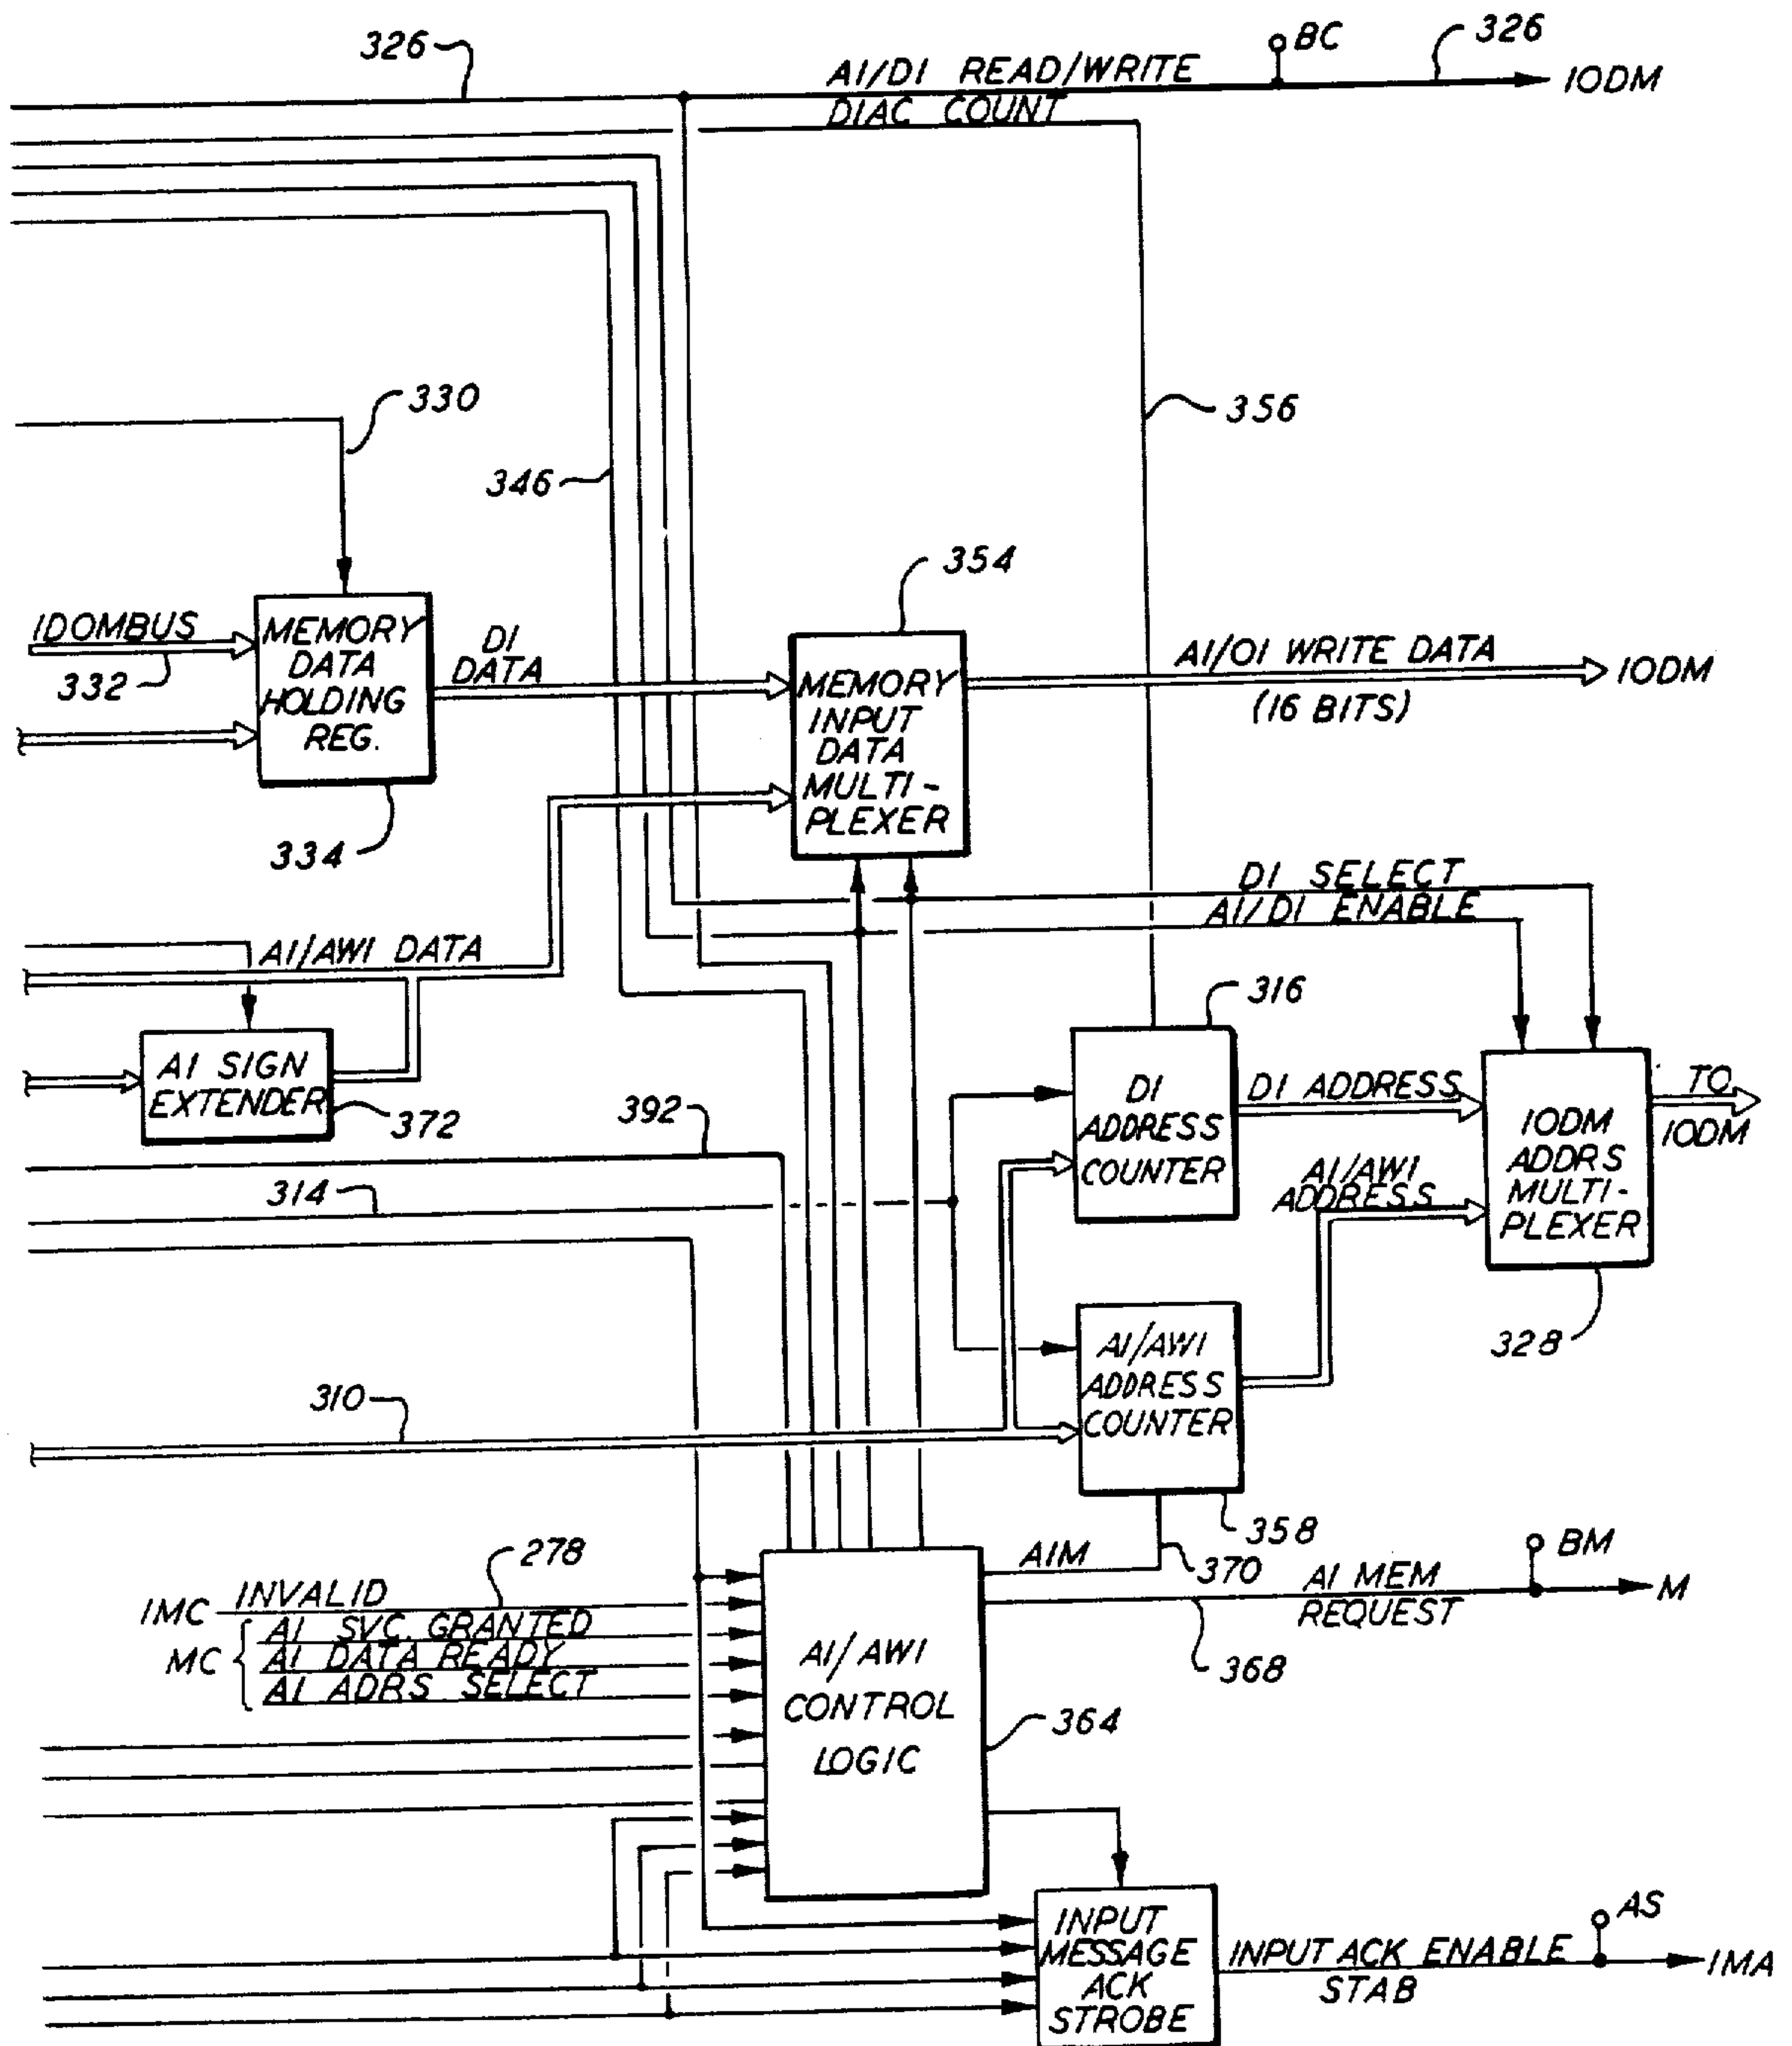 326
AI/DI READ/WRITE
BC
326
IODM
DIAC COUNT
330
356
346
354
IDOMBUS
332
MEMORY
DATA
HOLDING
REG.
DI
DATA
MEMORY
INPUT
DATA
MULTI-
PLEXER
AI/OI WRITE DATA
(16 BITS)
IODM
334
DI SELECT
AI/DI ENABLE
AI/AWI DATA
316
AI SIGN
EXTENDER
372
DI
ADDRESS
COUNTER
DI ADDRESS
IODM
ADDRS
MULTI-
PLEXER
TO
IODM
392
314
AI/AWI
ADDRESS
328
AI/AWI
ADDRESS
COUNTER
310
358
278
AIM
370
BM
IMC INVALID
AI MEM
REQUEST
M
MC
AI SVC. GRANTED
AI DATA READY
AI ADRS SELECT
368
AI/AWI
CONTROL
LOGIC
364
INPUT
MESSAGE
ACK
STROBE
INPUT ACK ENABLE
STAB
AS
IMA